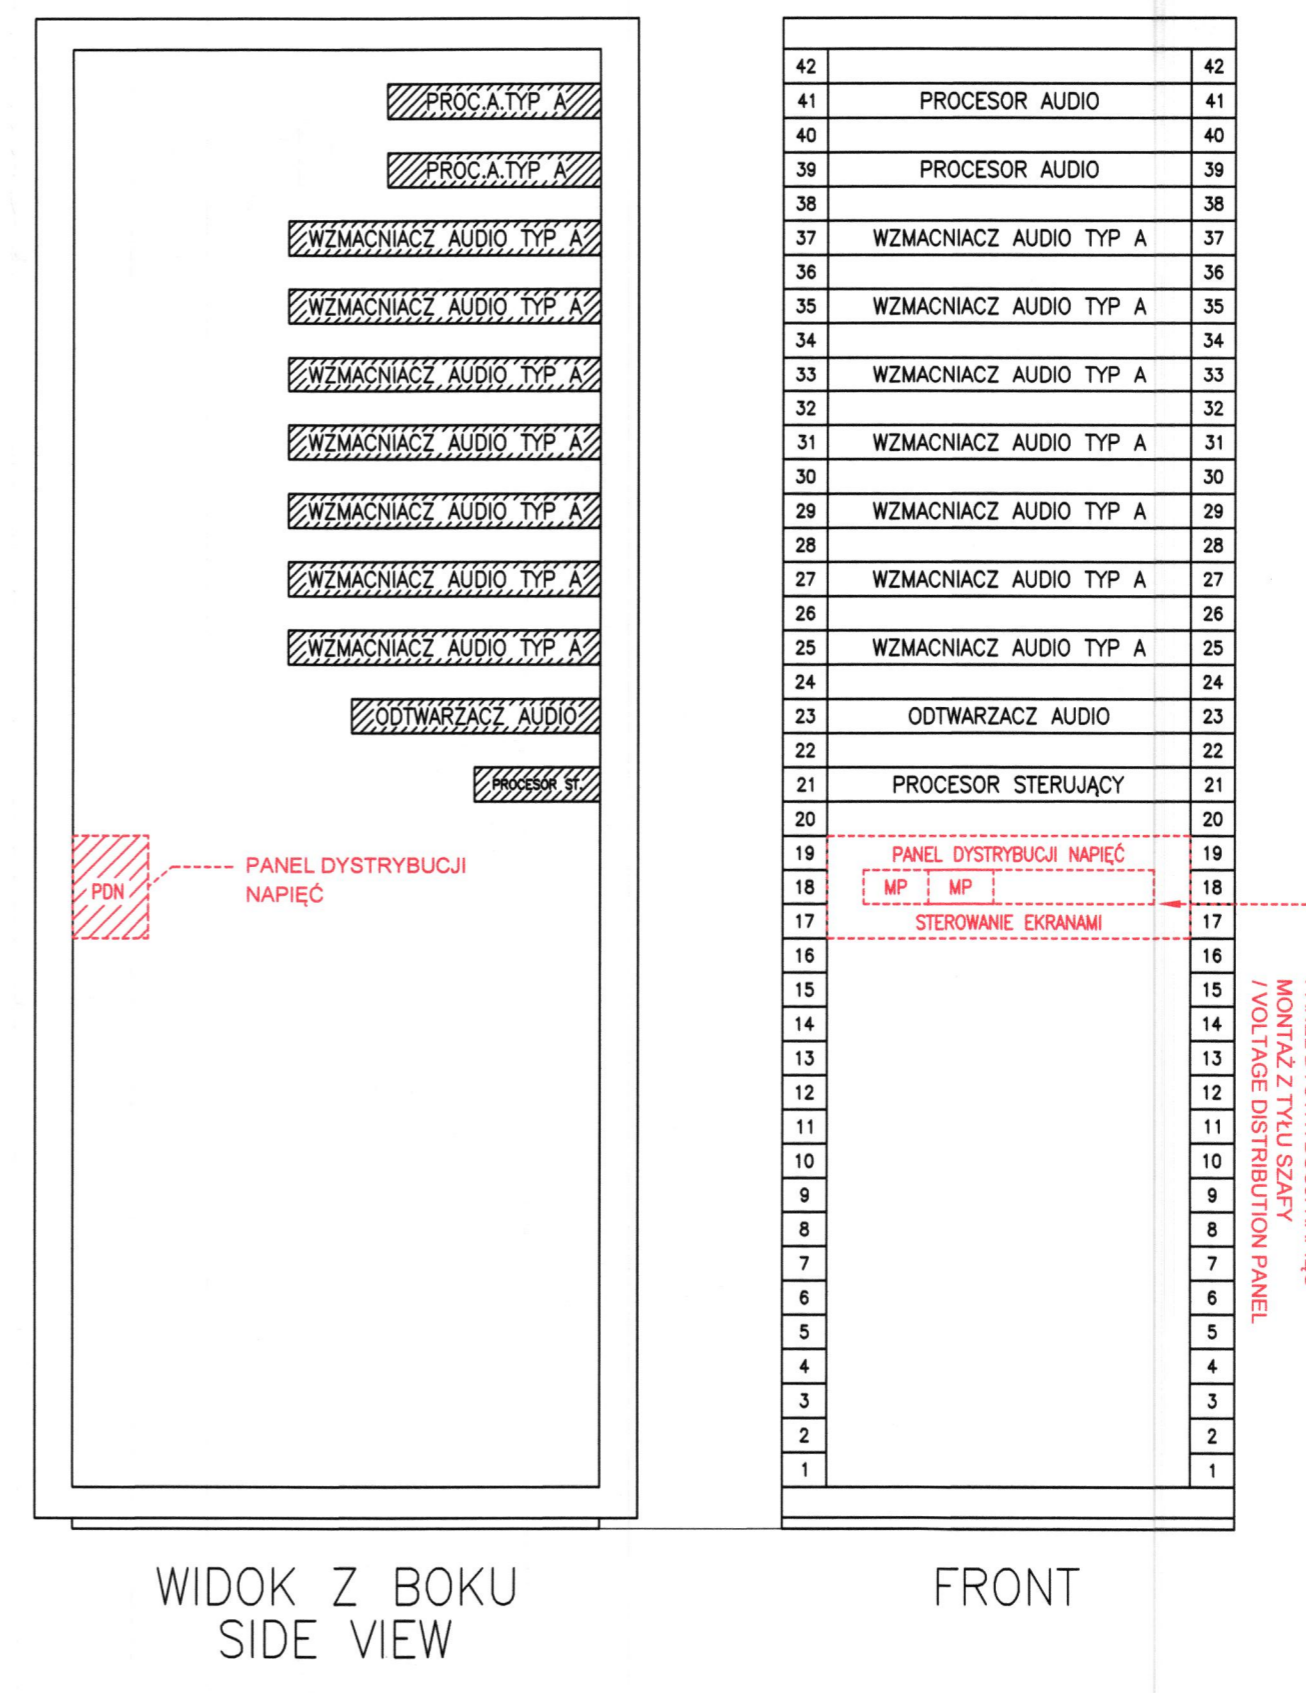 PROC.A.TYP A
PROC.A.TYP A
WZMACNIACZ AUDIO TYP A
WZMACNIACZ AUDIO TYP A
WZMACNIACZ AUDIO TYP A
WZMACNIACZ AUDIO TYP A
WZMACNIACZ AUDIO TYP A
WZMACNIACZ AUDIO TYP A
WZMACNIACZ AUDIO TYP A
ODTWARZACZ AUDIO
PROCESOR ST.
PDN
PANEL DYSTRYBUCJI
NAPIĘĆ
WIDOK Z BOKU
SIDE VIEW
42 42
41 PROCESOR AUDIO 41
40 40
39 PROCESOR AUDIO 39
38 38
37 WZMACNIACZ AUDIO TYP A 37
36 36
35 WZMACNIACZ AUDIO TYP A 35
34 34
33 WZMACNIACZ AUDIO TYP A 33
32 32
31 WZMACNIACZ AUDIO TYP A 31
30 30
29 WZMACNIACZ AUDIO TYP A 29
28 28
27 WZMACNIACZ AUDIO TYP A 27
26 26
25 WZMACNIACZ AUDIO TYP A 25
24 24
23 ODTWARZACZ AUDIO 23
22 22
21 PROCESOR STERUJĄCY 21
20 20
19 PANEL DYSTRYBUCJI NAPIĘĆ 19
18 MP MP 18
17 STEROWANIE EKRANAMI 17
16 16
15 15
14 14
13 13
12 12
11 11
10 10
9 9
8 8
7 7
6 6
5 5
4 4
3 3
2 2
1 1
FRONT
MONTAŻ Z TYŁU SZAFY
/ VOLTAGE DISTRIBUTION PANEL